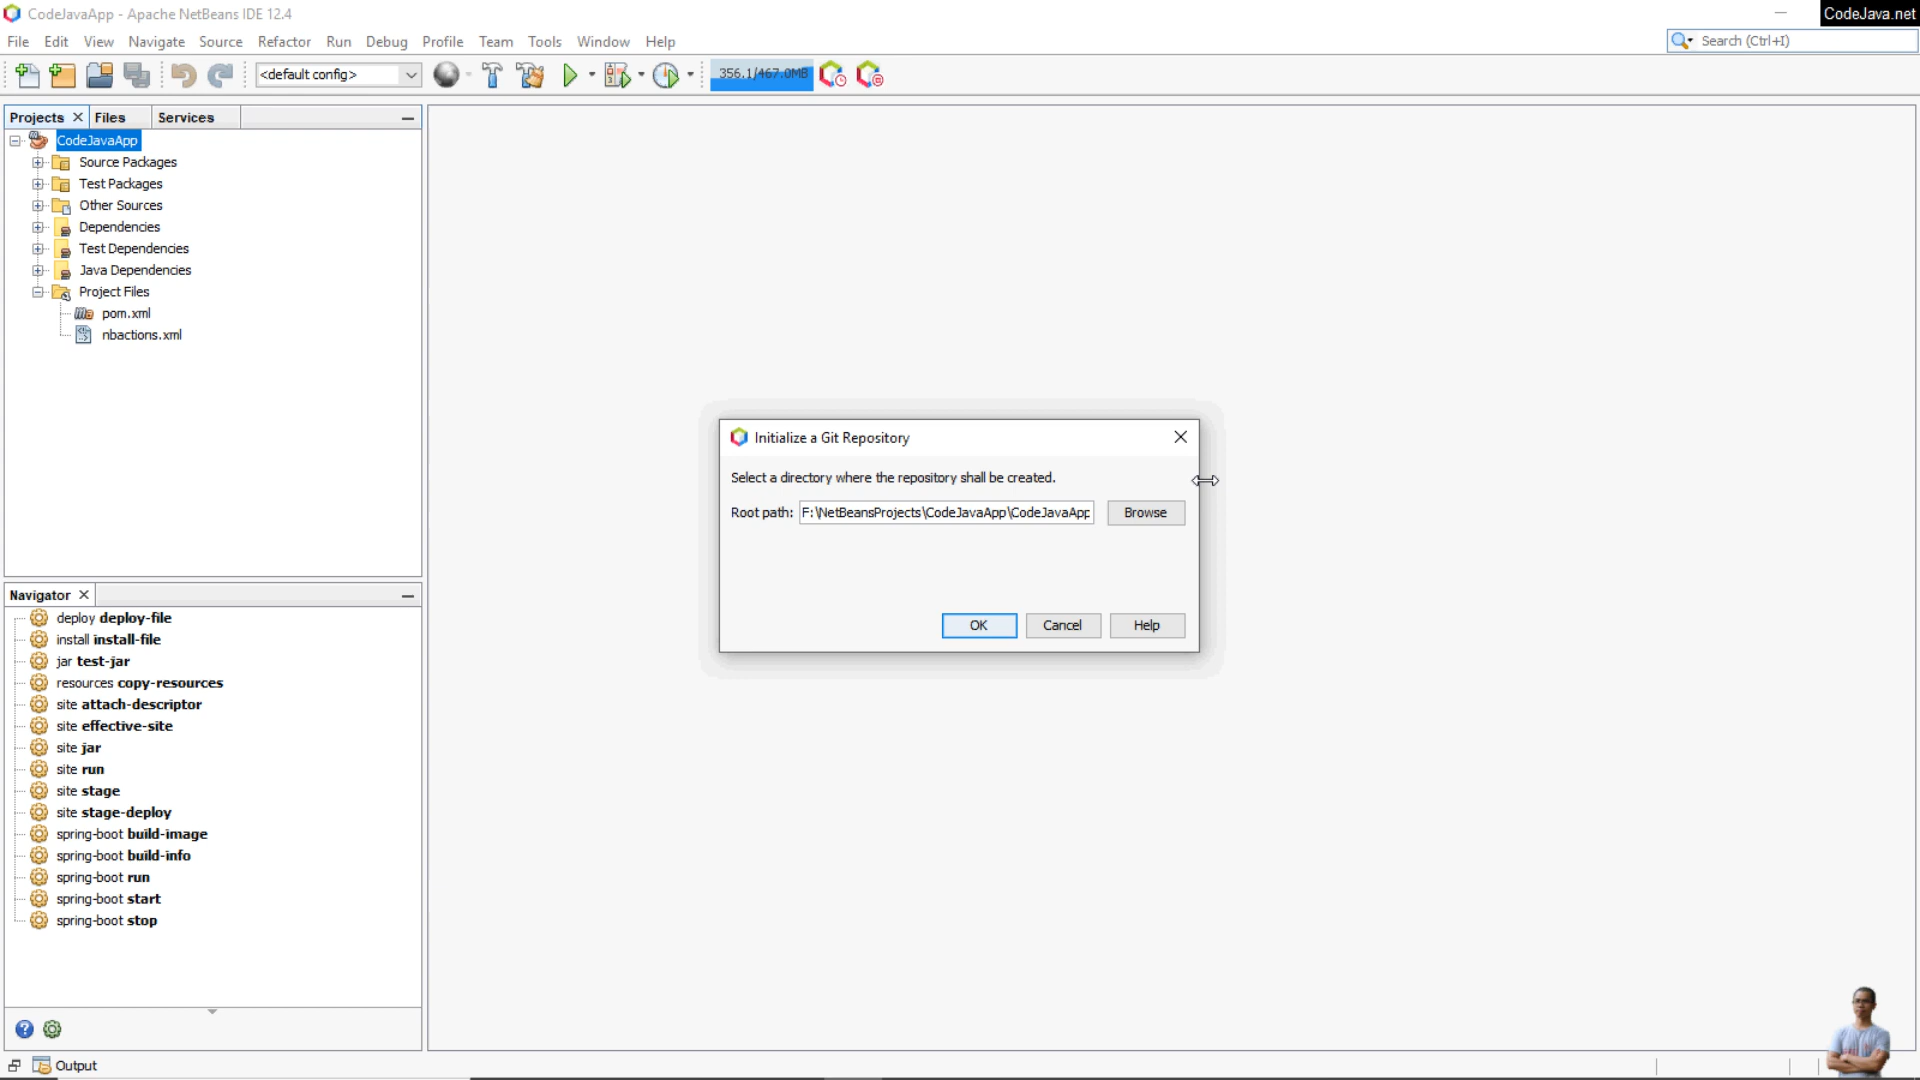 CodeJavaApp - Apache NetBeans IDE 12.4
CodeJava.net
File Edit View Navigate Source Refactor Run Debug Profile Team Tools Window Help
Search (Ctrl+I)
<default config>
356.1/467.0MB
Projects Files Services
CodeJavaApp
Source Packages
Test Packages
Other Sources
Dependencies
Test Dependencies
Java Dependencies
Project Files
pom.xml
nbactions.xml
Initialize a Git Repository
Select a directory where the repository shall be created.
Root path: F:\NetBeansProjects\CodeJavaApp\CodeJavaApp Browse
OK Cancel Help
Navigator
deploy deploy-file
install install-file
jar test-jar
resources copy-resources
site attach-descriptor
site effective-site
site jar
site run
site stage
site stage-deploy
spring-boot build-image
spring-boot build-info
spring-boot run
spring-boot start
spring-boot stop
Output